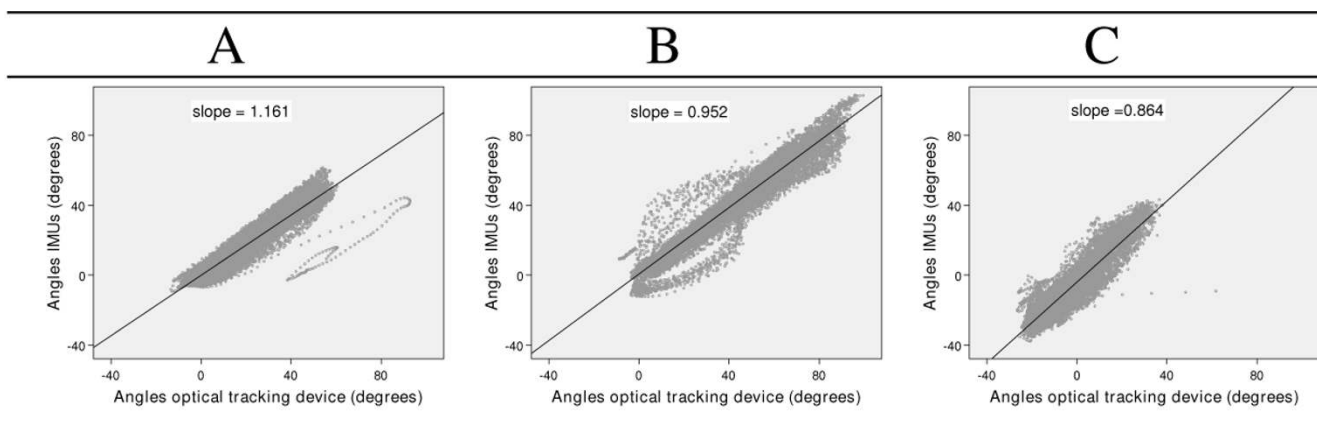 A B C
slope = 1.161
80
40
0
-40
-40 0 40 80
Angles IMUs (degrees)
Angles optical tracking device (degrees)
slope = 0.952
80
40
0
-40
-40 0 40 80
Angles IMUs (degrees)
Angles optical tracking device (degrees)
slope =0.864
80
40
0
-40
-40 0 40 80
Angles IMUs (degrees)
Angles optical tracking device (degrees)